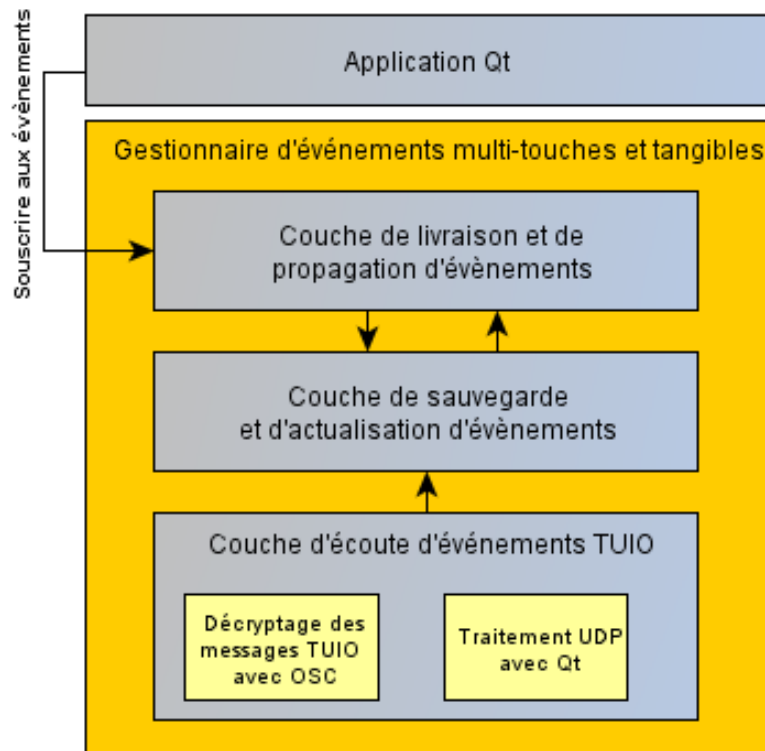 Souscrire aux évènements
Application Qt
Gestionnaire d'événements multi-touches et tangibles
Couche de livraison et de
propagation d'évènements
Couche de sauvegarde
et d'actualisation d'évènements
Couche d'écoute d'événements TUIO
Décryptage des
messages TUIO
avec OSC
Traitement UDP
avec Qt